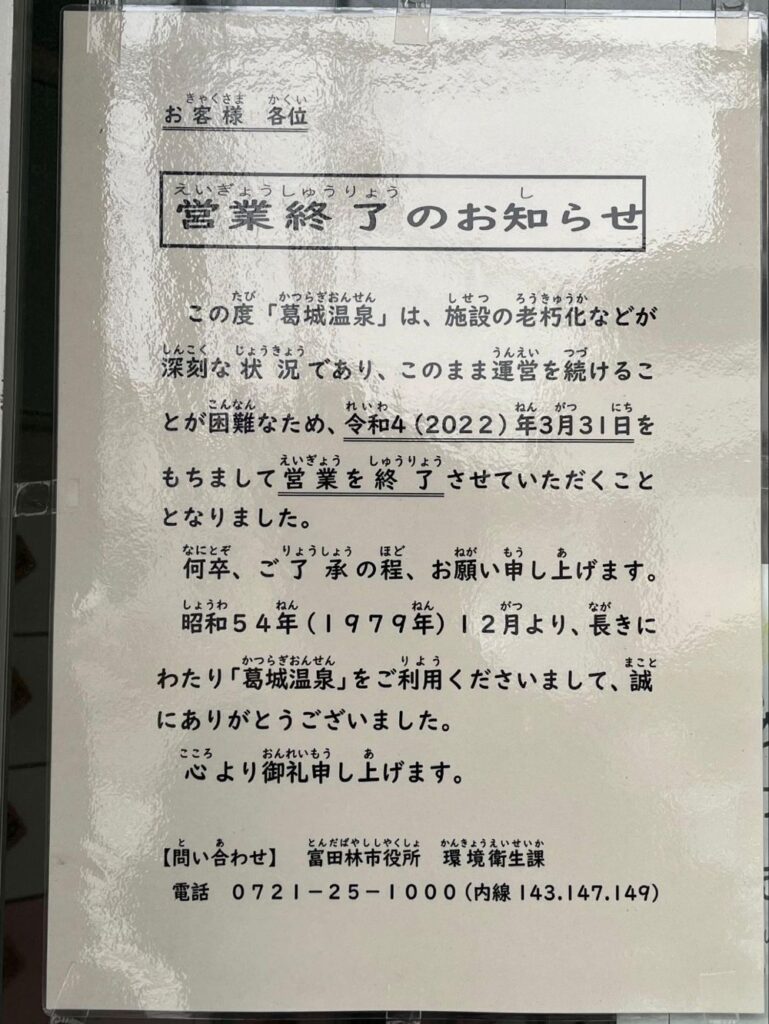 お客様 各位
営業終了のお知らせ
この度「葛城温泉」は、施設の老朽化などが
深刻な状況であり、このまま運営を続けるこ
とが困難なため、令和4(2022)年3月31日を
もちまして営業を終了させていただくこと
となりました。
何卒、ご了承の程、お願い申し上げます。
昭和54年(1979年)12月より、長きに
わたり「葛城温泉」をご利用くださいまして、誠
にありがとうございました。
心より御礼申し上げます。
【問い合わせ】 富田林市役所 環境衛生課
電話 0721-25-1000(内線143.147.149)